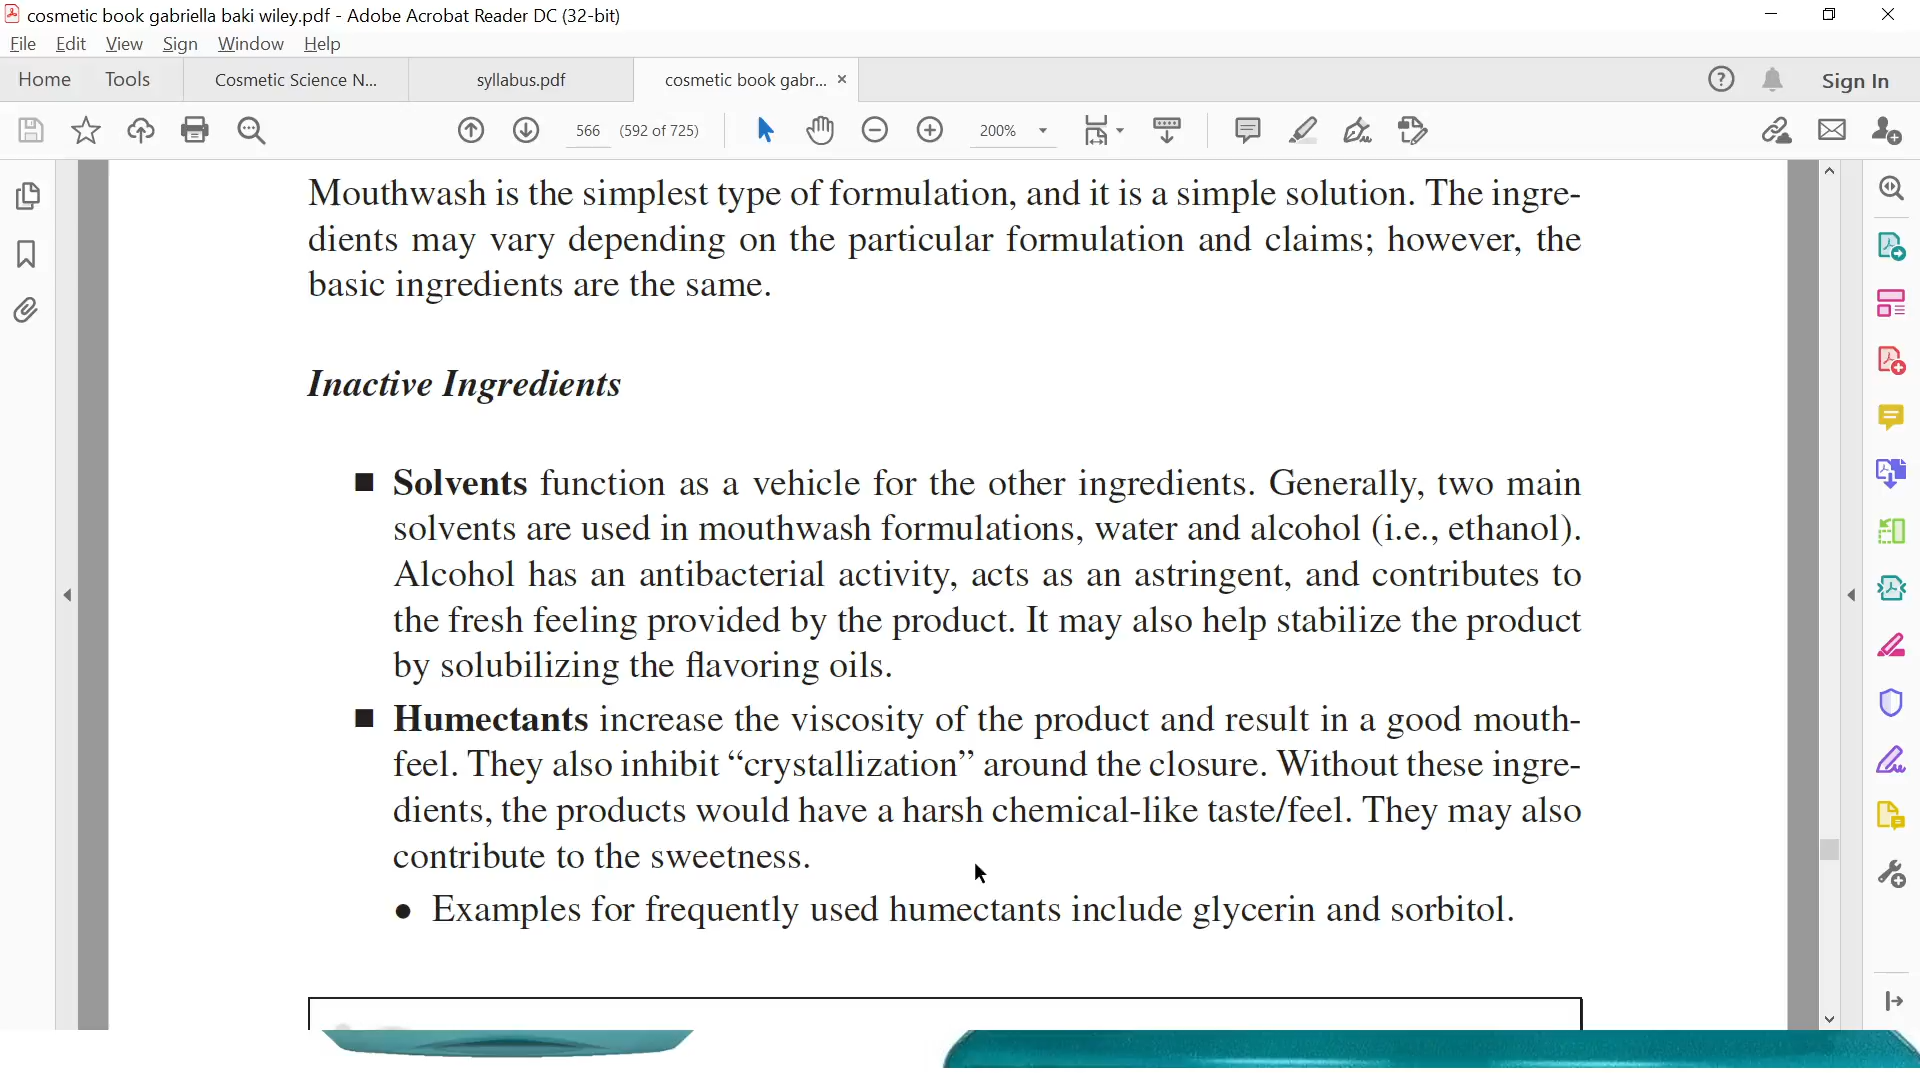 cosmetic book gabriella baki wiley.pdf - Adobe Acrobat Reader DC (32-bit)
File Edit View Sign Window Help
Home Tools Cosmetic Science N... syllabus.pdf cosmetic book gabr... × Sign In
566 (592 of 725) 200%
Mouthwash is the simplest type of formulation, and it is a simple solution. The ingre-
dients may vary depending on the particular formulation and claims; however, the
basic ingredients are the same.
Inactive Ingredients
■ Solvents function as a vehicle for the other ingredients. Generally, two main
solvents are used in mouthwash formulations, water and alcohol (i.e., ethanol).
Alcohol has an antibacterial activity, acts as an astringent, and contributes to
the fresh feeling provided by the product. It may also help stabilize the product
by solubilizing the flavoring oils.
■ Humectants increase the viscosity of the product and result in a good mouth-
feel. They also inhibit “crystallization” around the closure. Without these ingre-
dients, the products would have a harsh chemical-like taste/feel. They may also
contribute to the sweetness.
● Examples for frequently used humectants include glycerin and sorbitol.